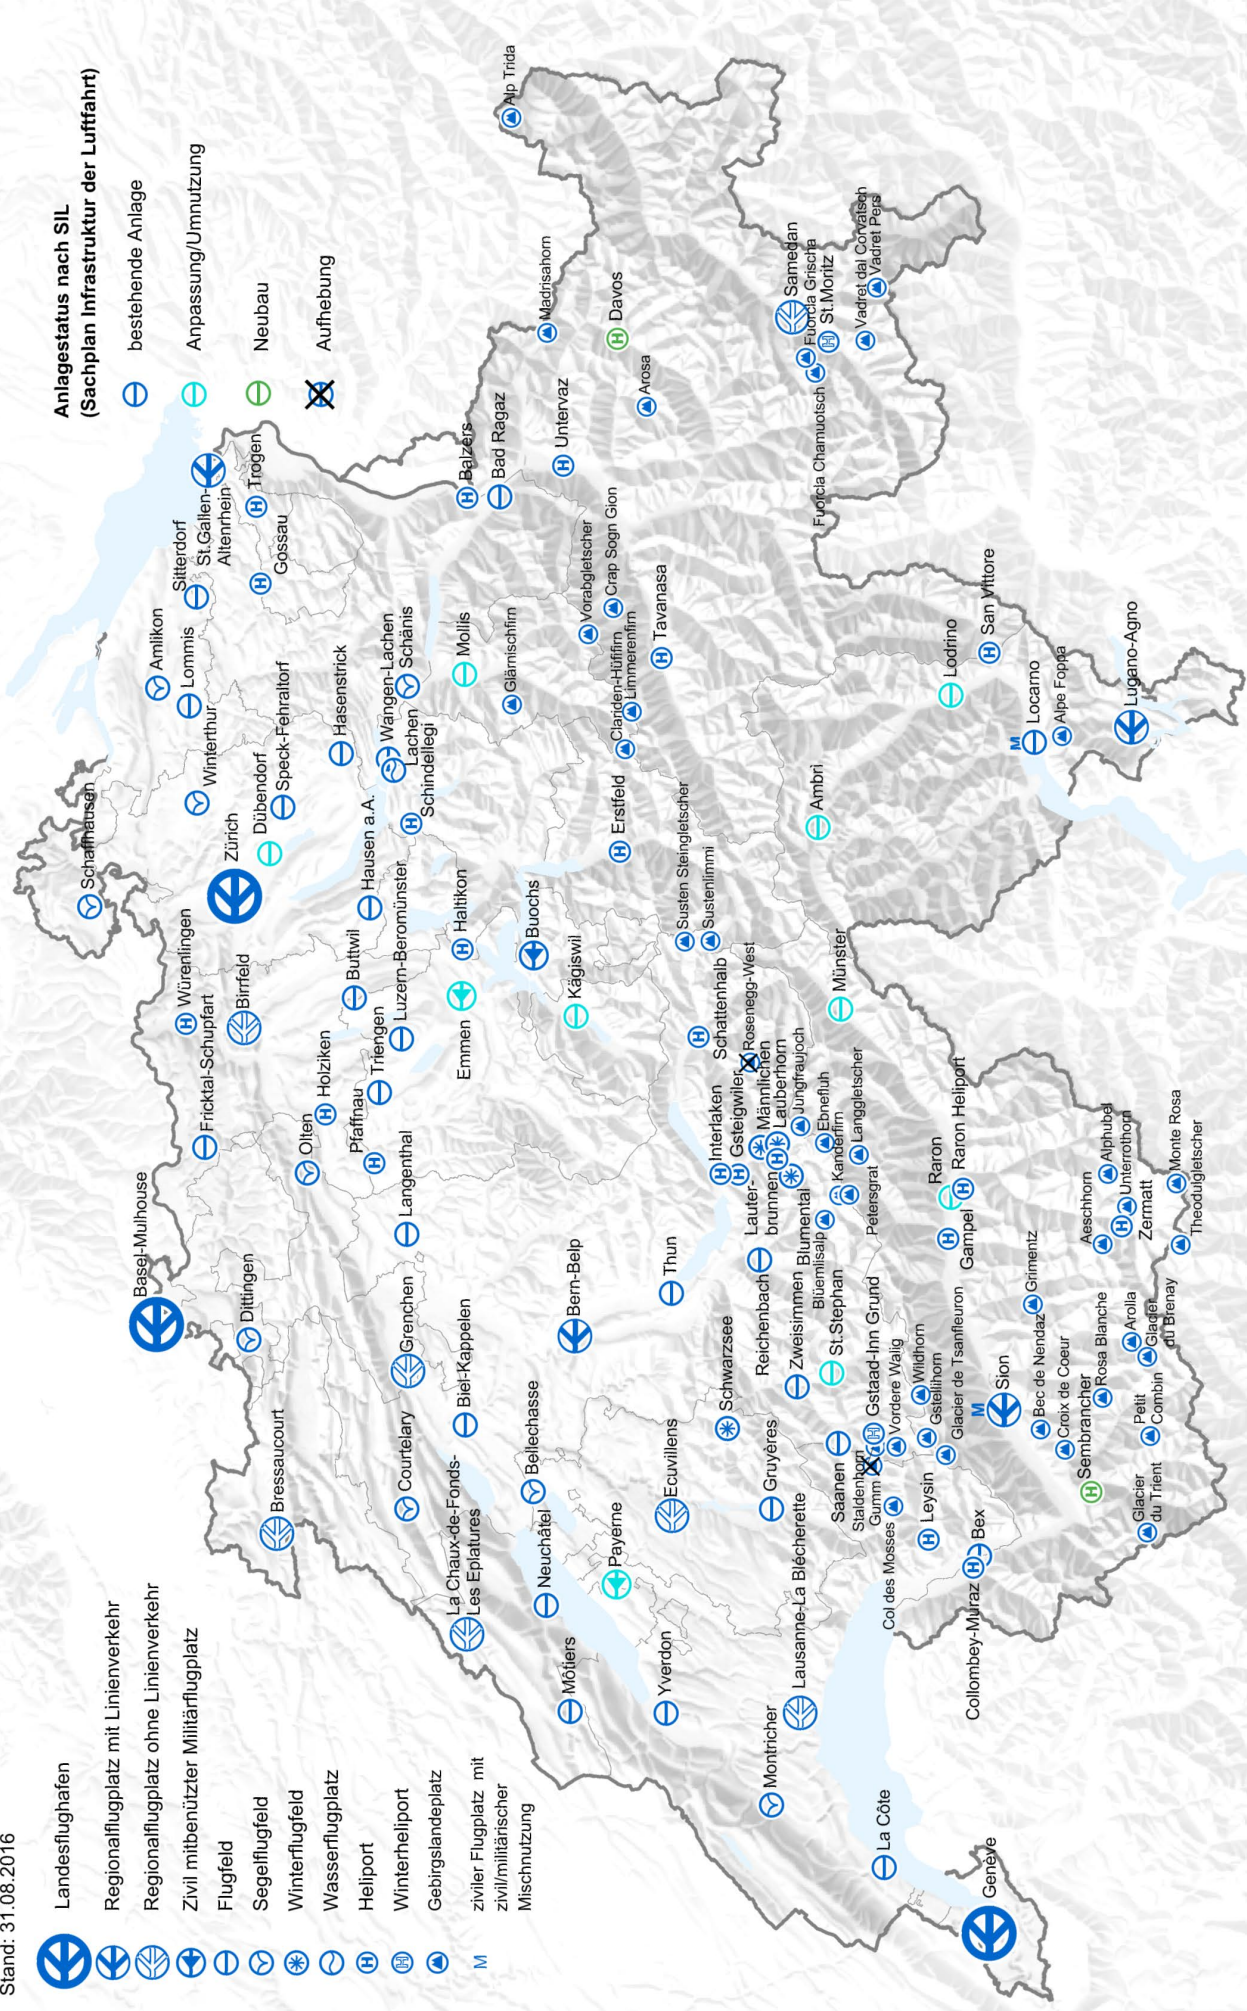 Stand: 31.08.2016
Landesflughafen
Regionalflugplatz mit Linienverkehr
Regionalflugplatz ohne Linienverkehr
Zivil mitbenützter Militärflugplatz
Flugfeld
Segelflugfeld
Winterflugfeld
Wasserflugplatz
Heliport
Winterheliport
Gebirgslandeplatz
M
ziviler Flugplatz mit
zivil/militärischer
Mischnutzung
Anlagestatus nach SIL
(Sachplan Infrastruktur der Luftfahrt)
bestehende Anlage
Anpassung/Umnutzung
Neubau
Aufhebung
Schaffhausen
Basel-Mulhouse
Amlikon
Sitterdorf
Lommis
Würenlingen
Winterthur
St.Gallen-
Altenrhein
Fricktal-Schupfart
Zürich
Dittingen
Birrfeld
Trogen
Gossau
Dübendorf
Speck-Fehraltorf
Bressaucourt
Olten
Holziken
Hasenstrick
Buttwil
Hausen a.A.
Pfaffnau
Triengen
Wangen-Lachen
Lachen
Schänis
Schindellegi
Luzern-Beromünster
Langenthal
Grenchen
Courtelary
Biel-Kappelen
Emmen
Haltikon
Mollis
Balzers
Bad Ragaz
Alp Trida
La Chaux-de-Fonds-
Les Eplatures
Glärnischfirn
Buochs
Bellechasse
Neuchâtel
Madrisahorn
Untervaz
Môtiers
Bern-Belp
Kägiswil
Vorabgletscher
Crap Sogn Gion
Davos
Payerne
Erstfeld
Clariden-Hüfifirn
Limmerenfirn
Arosa
Tavanasa
Yverdon
Ecuvillens
Thun
Susten Steingletscher
Sustenlimmi
Schattenhalb
Interlaken
Gsteigwiler
Schwarzsee
Rosenegg-West
Männlichen
Lauberhorn
Lauter-
brunnen
Reichenbach
Gruyères
Montricher
Lausanne-La Blécherette
Zweisimmen
Blumental
Jungfraujoch
Samedan
Fuorcla Grischa
Fuorcla Chamuotsch
St.Moritz
Ambri
Ebnefluh
Blüemlisalp
Kanderfirn
St.Stephan
Saanen
Münster
Petersgrat
Langgletscher
Vadret dal Corvatsch
Vadret Pers
Staldenhorn
Gumm
Gstaad-Inn Grund
La Côte
Col des Mosses
Vordere Walig
Wildhorn
Gstellihorn
Leysin
Glacier de Tsanfleuron
Raron
Raron Heliport
Gampel
Lodrino
San Vittore
Bex
Collombey-Muraz
Genève
M
Sion
M
Locarno
Alpe Foppa
Grimentz
Bec de Nendaz
Croix de Coeur
Sembrancher
Rosa Blanche
Aeschhorn
Alphubel
Unterrothorn
Zermatt
Lugano-Agno
Arolla
Glacier
du Brenay
Petit
Combin
Glacier
du Trient
Monte Rosa
Theodulgletscher